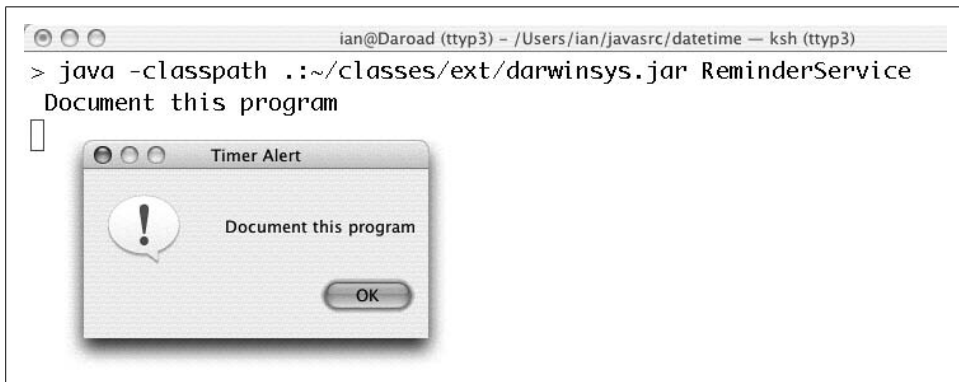 ian@Daroad (ttyp3) – /Users/ian/javasrc/datetime — ksh (ttyp3)
> java -classpath .:~/classes/ext/darwinsys.jar ReminderService
Document this program
Timer Alert
!
Document this program
OK